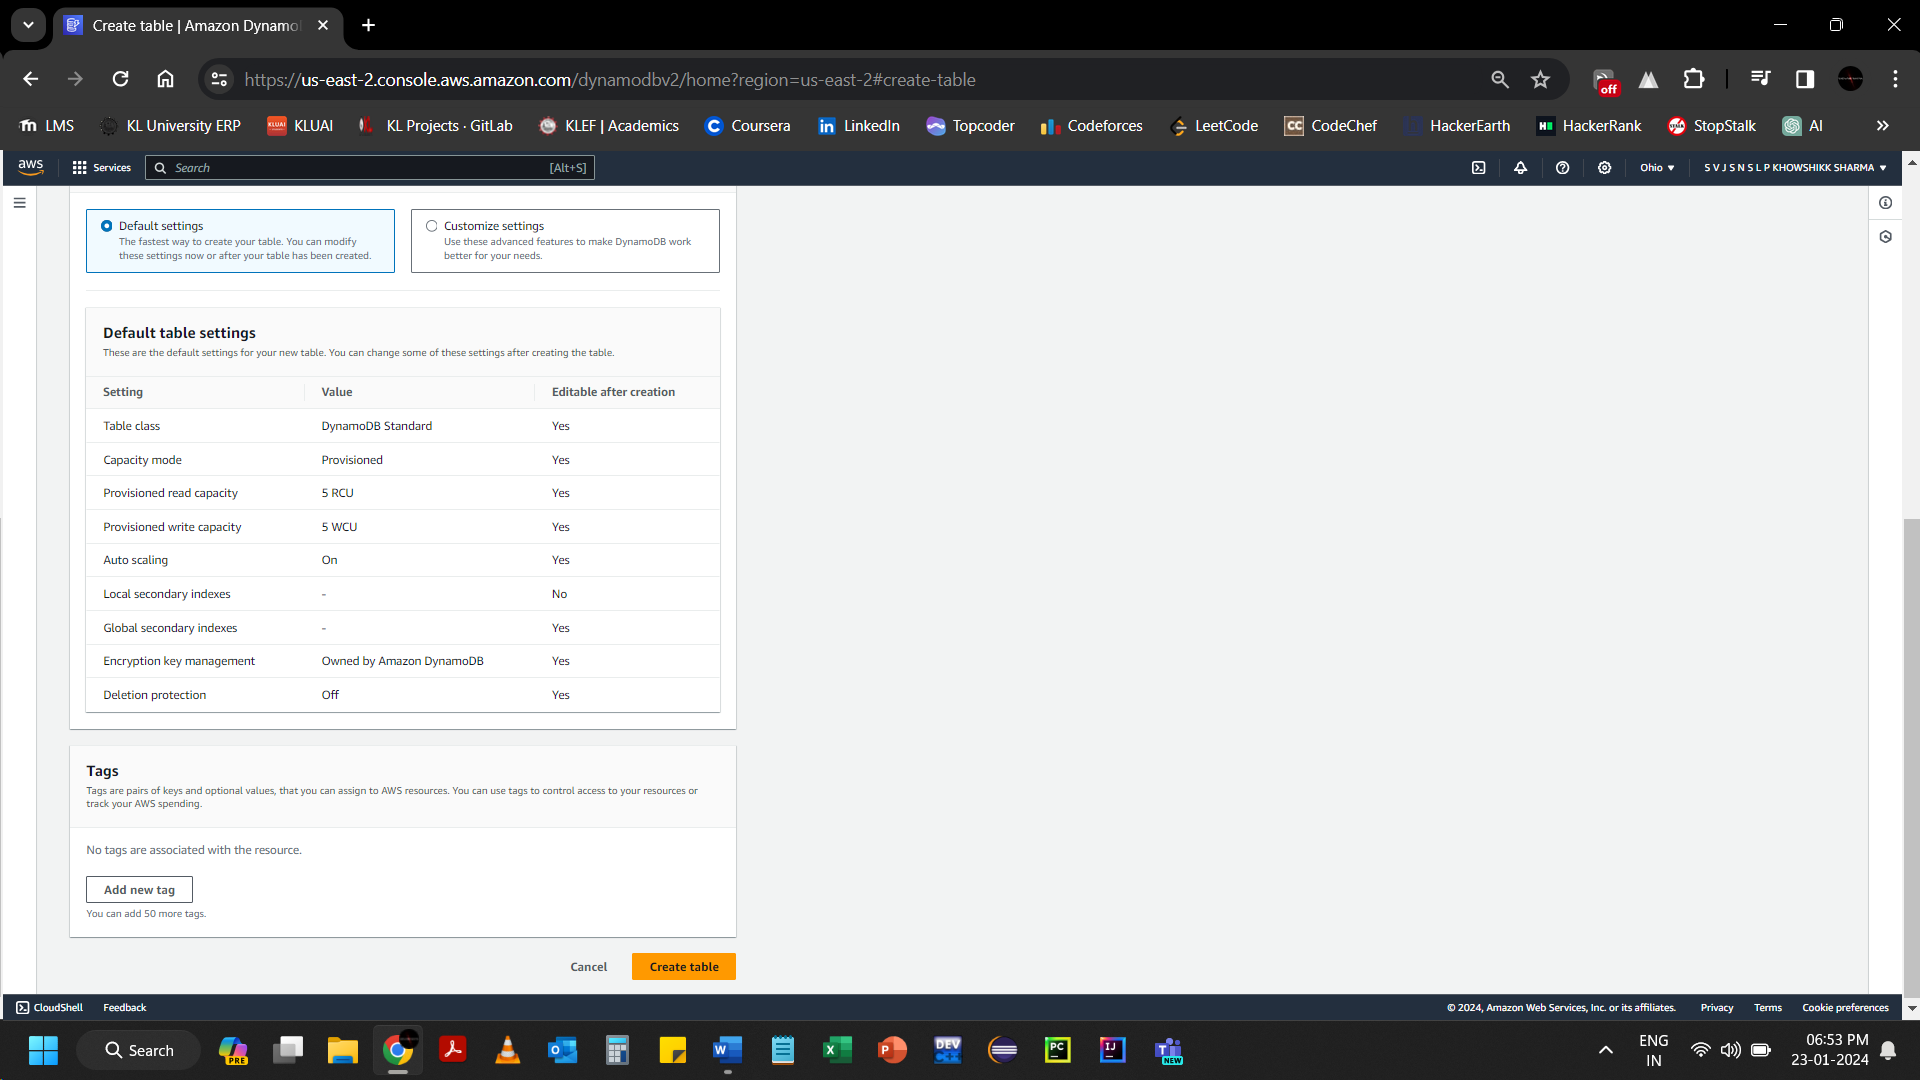 Create table | Amazon Dynamo
https://us-east-2.console.aws.amazon.com/dynamodbv2/home?region=us-east-2#create-table
off
LMS
KL University ERP
KLUAI
KLUAI
KL Projects · GitLab
KLEF | Academics
Coursera
LinkedIn
Topcoder
Codeforces
LeetCode
CodeChef
HackerEarth
HackerRank
StopStalk
AI
aws
Services
Search
[Alt+S]
Ohio
S V J S N S L P KHOWSHIKK SHARMA
Default settings
The fastest way to create your table. You can modify
these settings now or after your table has been created.
Customize settings
Use these advanced features to make DynamoDB work
better for your needs.
Default table settings
These are the default settings for your new table. You can change some of these settings after creating the table.
Setting Value Editable after creation
Table class DynamoDB Standard Yes
Capacity mode Provisioned Yes
Provisioned read capacity 5 RCU Yes
Provisioned write capacity 5 WCU Yes
Auto scaling On Yes
Local secondary indexes - No
Global secondary indexes - Yes
Encryption key management Owned by Amazon DynamoDB Yes
Deletion protection Off Yes
Tags
Tags are pairs of keys and optional values, that you can assign to AWS resources. You can use tags to control access to your resources or
track your AWS spending.
No tags are associated with the resource.
Add new tag
You can add 50 more tags.
Cancel
Create table
CloudShell
Feedback
© 2024, Amazon Web Services, Inc. or its affiliates.
Privacy
Terms
Cookie preferences
Search
PRE
DEV
C++
PC
IJ
NEW
ENG
IN
06:53 PM
23-01-2024